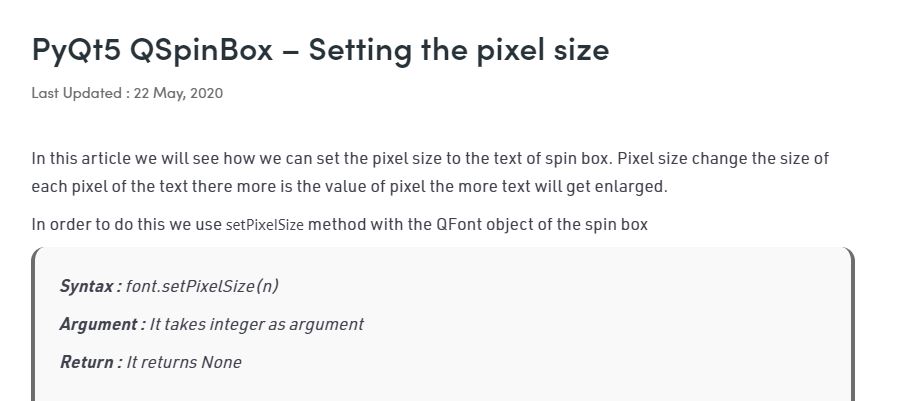 PyQt5 QSpinBox – Setting the pixel size
Last Updated : 22 May, 2020
In this article we will see how we can set the pixel size to the text of spin box. Pixel size change the size of
each pixel of the text there more is the value of pixel the more text will get enlarged.
In order to do this we use setPixelSize method with the QFont object of the spin box
Syntax : font.setPixelSize(n)
Argument : It takes integer as argument
Return : It returns None